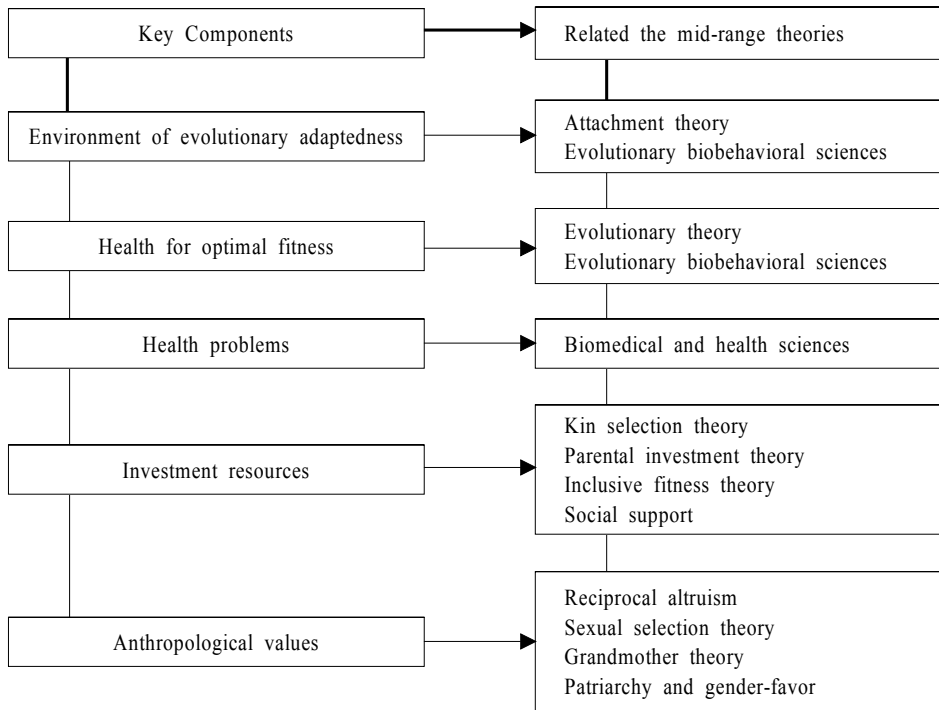 Key Components
Related the mid-range theories
Environment of evolutionary adaptedness
Attachment theory
Evolutionary biobehavioral sciences
Health for optimal fitness
Evolutionary theory
Evolutionary biobehavioral sciences
Health problems
Biomedical and health sciences
Investment resources
Kin selection theory
Parental investment theory
Inclusive fitness theory
Social support
Anthropological values
Reciprocal altruism
Sexual selection theory
Grandmother theory
Patriarchy and gender-favor